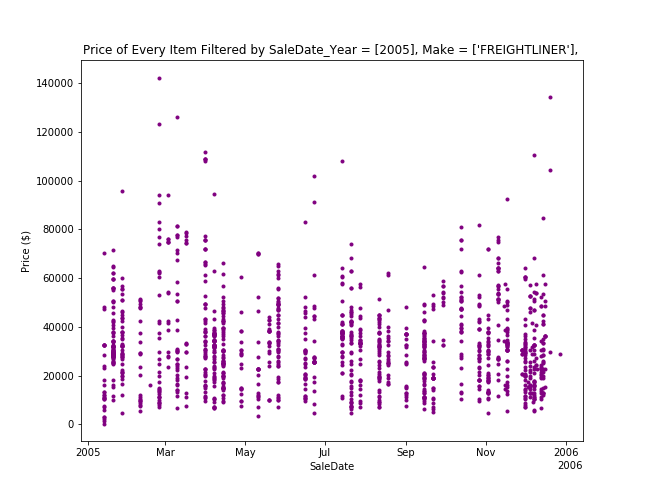 Price of Every Item Filtered by SaleDate_Year = [2005], Make = ['FREIGHTLINER'],
140000
120000
100000
80000
60000
40000
20000
0
Price ($)
2005 Mar May Jul Sep Nov 2006
2006
SaleDate